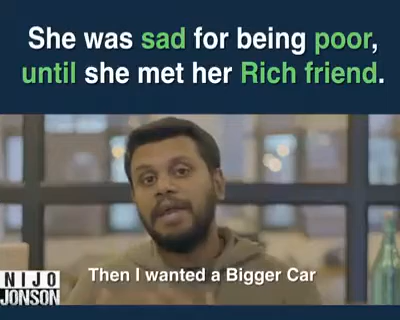 She was sad for being poor,
until she met her Rich friend.
Then I wanted a Bigger Car
NIJO
JONSON